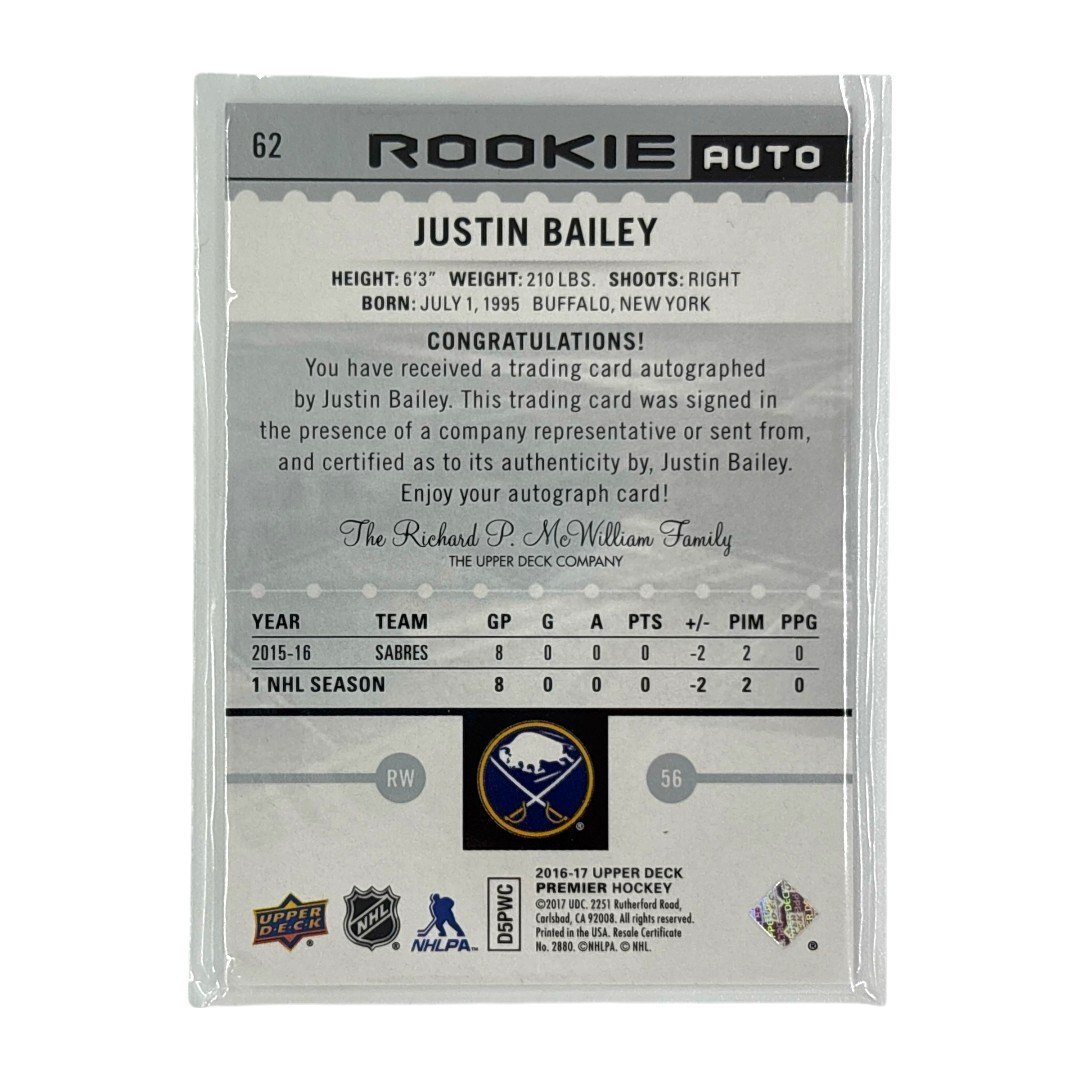 62 ROOKIE AUTO
JUSTIN BAILEY
HEIGHT: 6'3" WEIGHT: 210 LBS. SHOOTS: RIGHT
BORN: JULY 1, 1995 BUFFALO, NEW YORK
CONGRATULATIONS!
You have received a trading card autographed
by Justin Bailey. This trading card was signed in
the presence of a company representative or sent from,
and certified as to its authenticity by, Justin Bailey.
Enjoy your autograph card!
The Richard P. McWilliam Family
THE UPPER DECK COMPANY
YEAR TEAM GP G A PTS +/- PIM PPG
2015-16 SABRES 8 0 0 0 -2 2 0
1 NHL SEASON 8 0 0 0 -2 2 0
RW 56
®
UPPER DECK ®
NHL ®
NHLPA™
D5PWC
2016-17 UPPER DECK
PREMIER HOCKEY
©2017 UDC. 2251 Rutherford Road,
Carlsbad, CA 92008. All rights reserved.
Printed in the USA. Resale Certificate
No. 2880. ©NHLPA. © NHL.
®